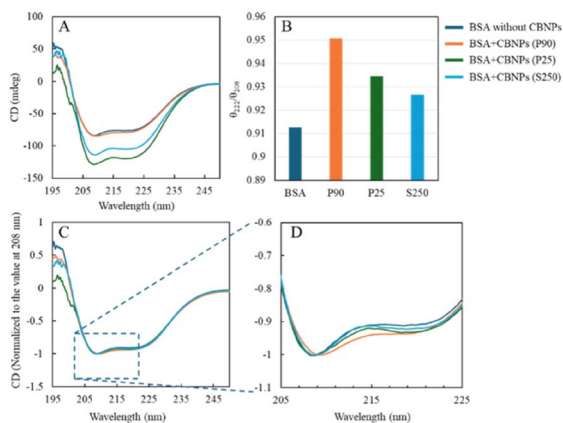 A
CD (mdeg)
100
50
0
-50
-100
-150
195 205 215 225 235 245
Wavelength (nm)
B
θ222/θ208
0.96
0.95
0.94
0.93
0.92
0.91
0.9
0.89
BSA P90 P25 S250
BSA without CBNPs
BSA+CBNPs (P90)
BSA+CBNPs (P25)
BSA+CBNPs (S250)
C
CD (Normalized to the value at 208 nm)
1
0.5
0
-0.5
-1
-1.5
195 205 215 225 235 245
Wavelength (nm)
D
-0.6
-0.7
-0.8
-0.9
-1
-1.1
205 215 225
Wavelength (nm)